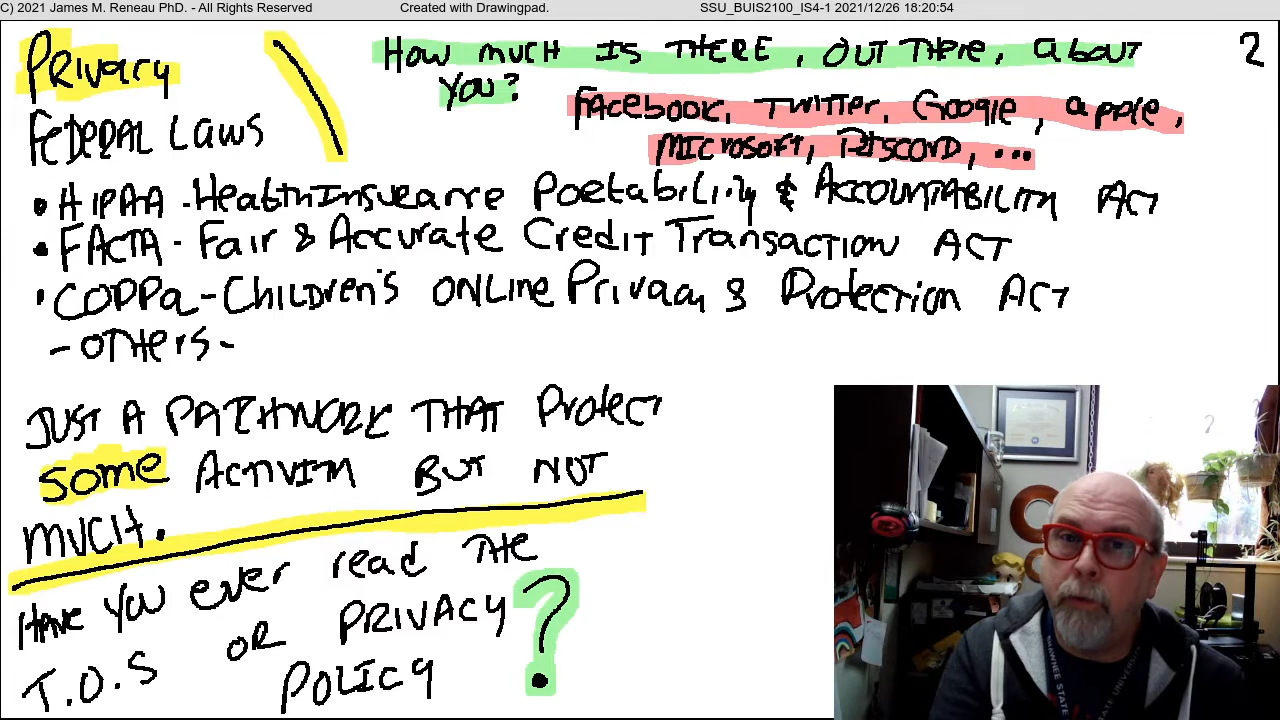 C) 2021 James M. Reneau PhD. - All Rights Reserved Created with Drawingpad. SSU_BUIS2100_IS4-1 2021/12/26 18:20:54
Privacy
How much is THERE, OUT THere, about YOU?
2
Facebook, Twitter, Google, apple,
Microsoft, Discord, ...
Federal Laws
• HIPAA - Health Insurance Portability & ACCOUNTABILITY ACT
• FACTA - Fair & Accurate Credit Transaction ACT
• COPPa - Children's ONLine Privacy & Protection ACT
- OTHers -
JUST A PATCHWORK THAT Protect
some ACTIVITY BUT NOT
MUCH.
HAVE YOU ever read THe
T.O.S OR PRIVACY
POLICY ?
SHAWNEE STATE UNIVERSITY